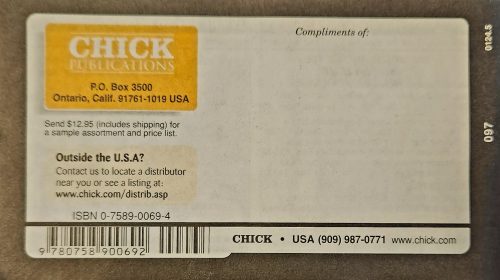 CHICK
PUBLICATIONS
P.O. Box 3500
Ontario, Calif. 91761-1019 USA
Send $12.95 (includes shipping) for
a sample assortment and price list.
Outside the U.S.A?
Contact us to locate a distributor
near you or see a listing at:
www.chick.com/distrib.asp
ISBN 0-7589-0069-4
9 780758 900692
Compliments of:
CHICK • USA (909) 987-0771 www.chick.com
0124.S
097